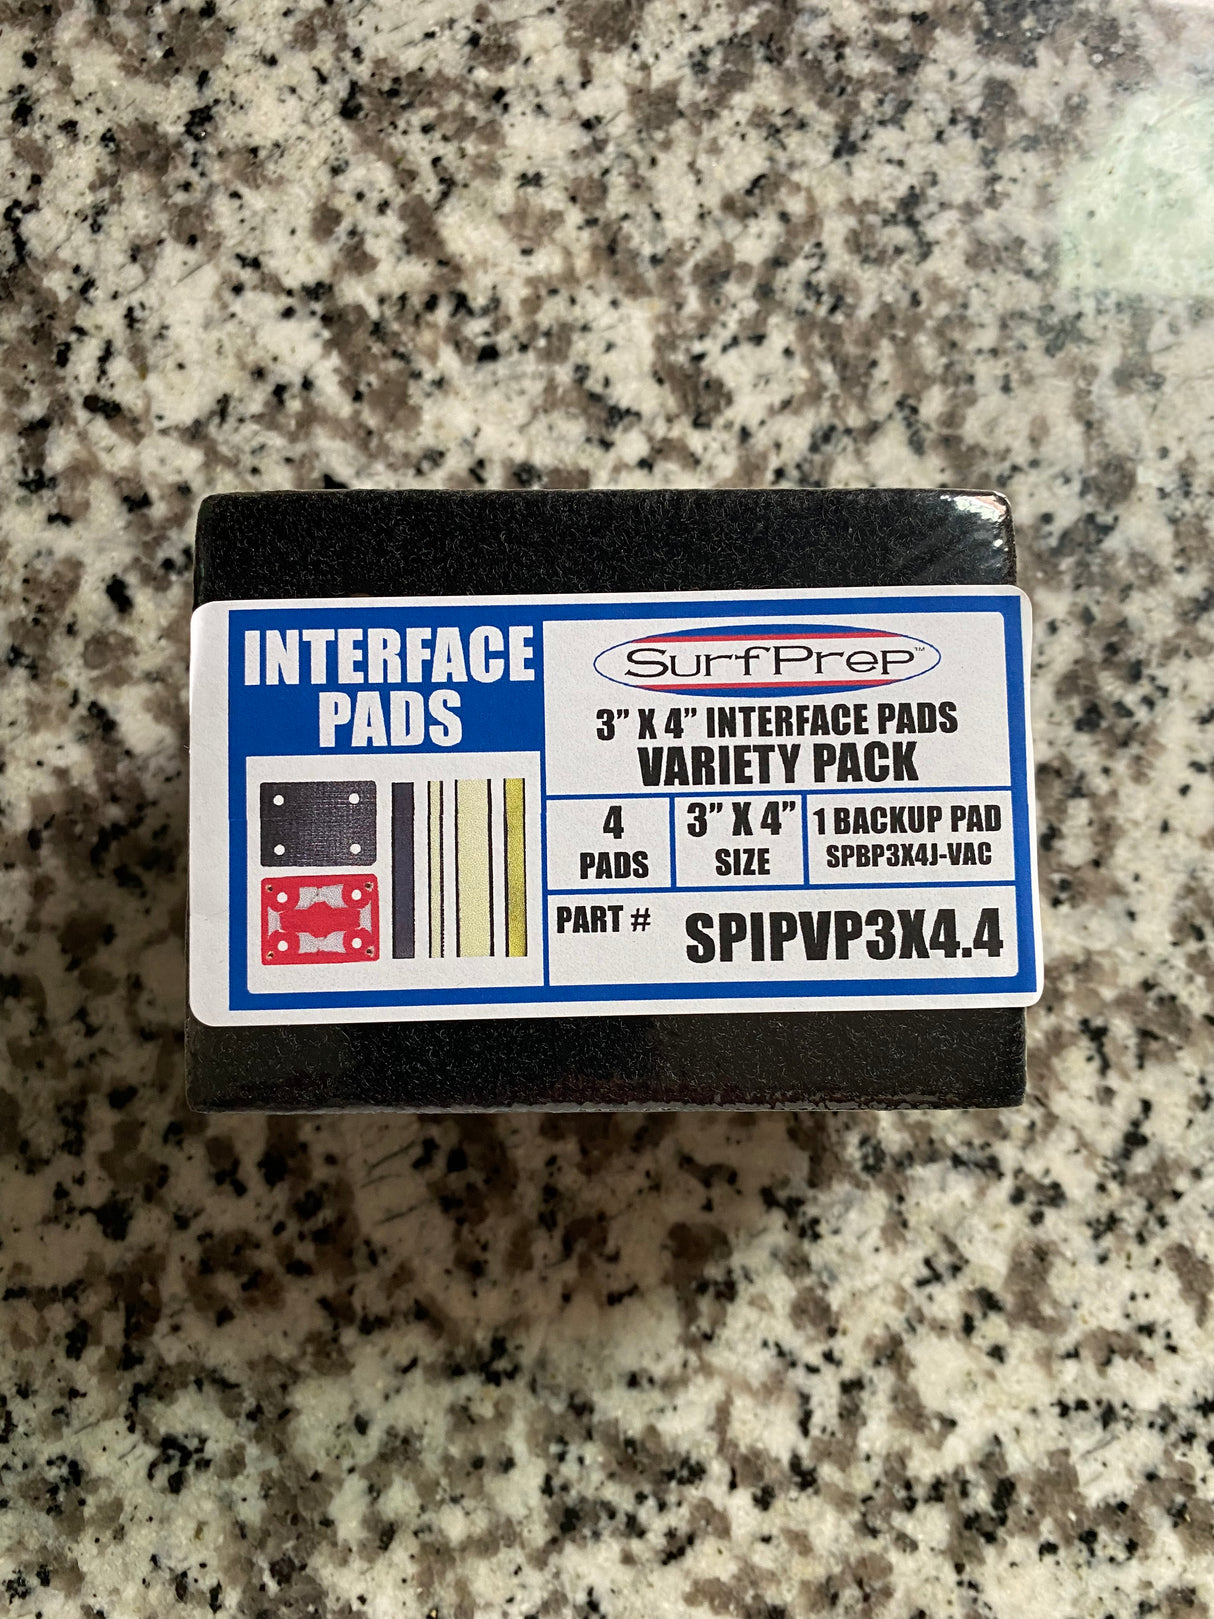 INTERFACE
PADS
SurfPrep™
3” X 4” INTERFACE PADS
VARIETY PACK
4
PADS
3” X 4”
SIZE
1 BACKUP PAD
SPBP3X4J-VAC
PART #
SPIPVP3X4.4